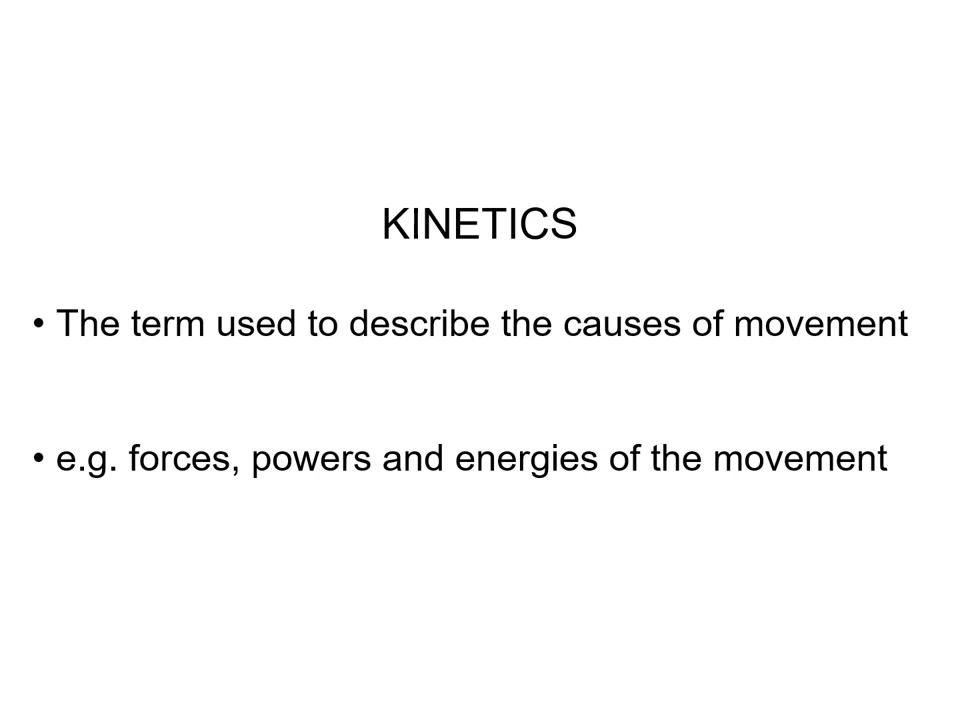 KINETICS
• The term used to describe the causes of movement
• e.g. forces, powers and energies of the movement